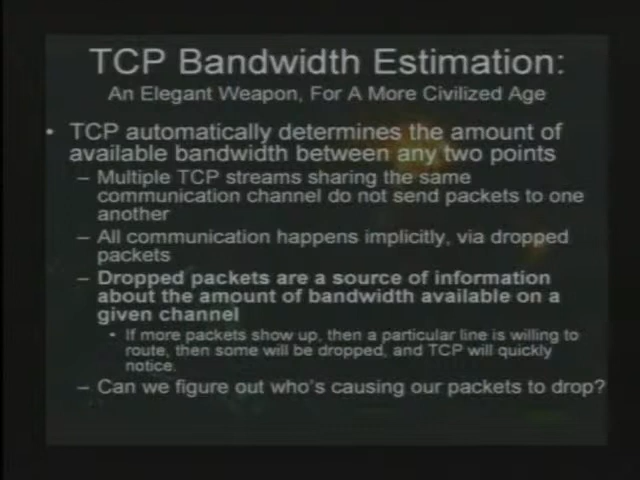 TCP Bandwidth Estimation:
An Elegant Weapon, For A More Civilized Age
• TCP automatically determines the amount of
available bandwidth between any two points
– Multiple TCP streams sharing the same
communication channel do not send packets to one
another
– All communication happens implicitly, via dropped
packets
– Dropped packets are a source of information
about the amount of bandwidth available on a
given channel
• If more packets show up, then a particular line is willing to
route, then some will be dropped, and TCP will quickly
notice.
– Can we figure out who's causing our packets to drop?